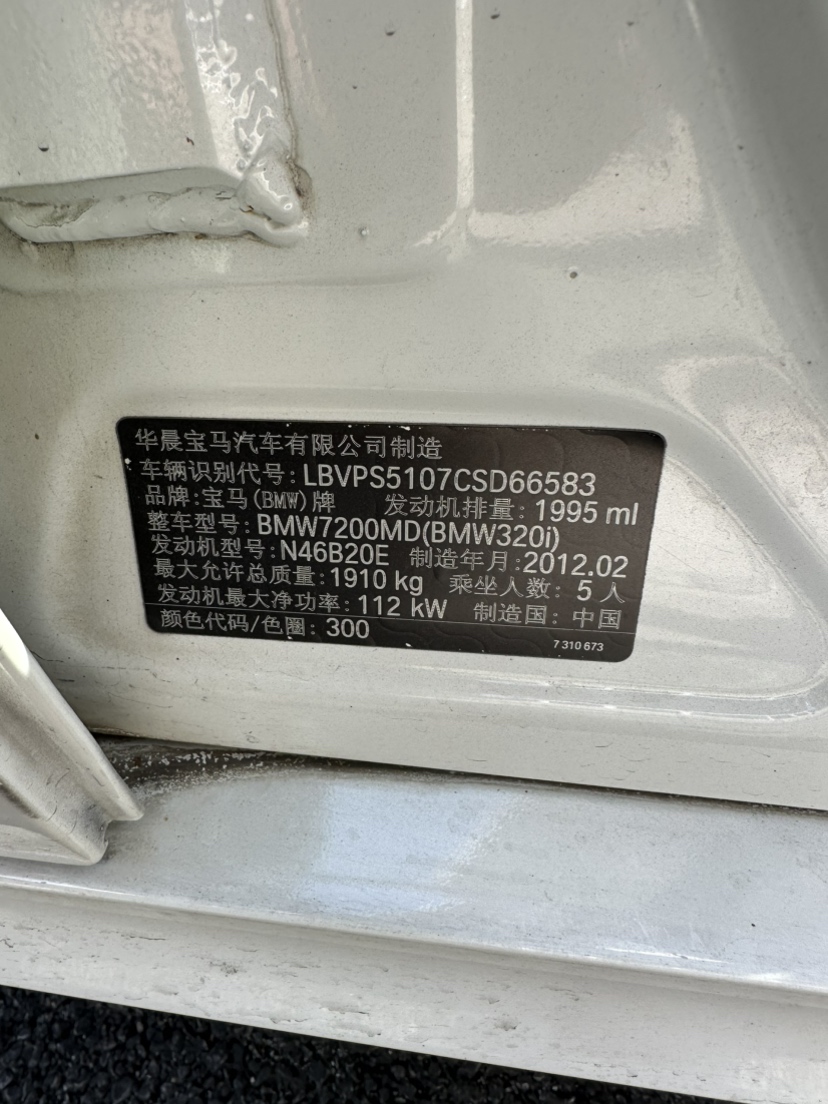 华晨宝马汽车有限公司制造
车辆识别代号: LBVPS5107CSD66583
品牌: 宝马(BMW)牌 发动机排量: 1995 ml
整车型号: BMW7200MD(BMW320i)
发动机型号: N46B20E 制造年月: 2012.02
最大允许总质量: 1910 kg 乘坐人数: 5 人
发动机最大净功率: 112 kW 制造国: 中国
颜色代码/色圈: 300
7 310 673